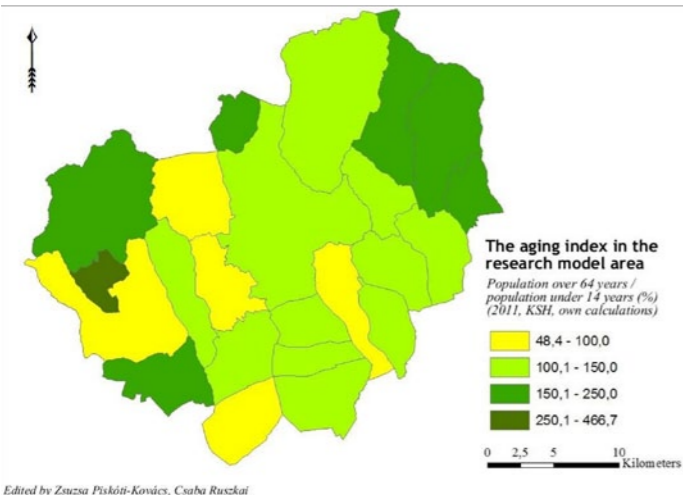 The aging index in the
research model area
Population over 64 years /
population under 14 years (%)
(2011, KSH, own calculations)
48,4 - 100,0
100,1 - 150,0
150,1 - 250,0
250,1 - 466,7
0 2,5 5 10
Kilometers
Edited by Zsuzsa Piskóti-Kovács, Csaba Ruszkai